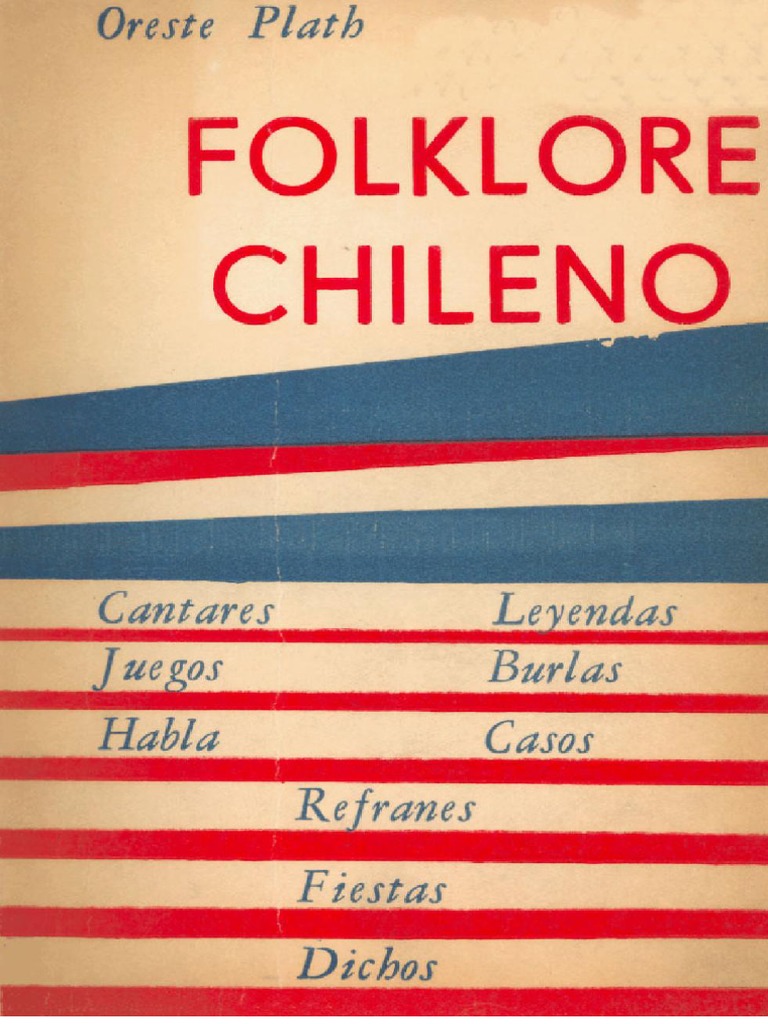 Oreste Plath
FOLKLORE
CHILENO
Cantares Leyendas
Juegos Burlas
Habla Casos
Refranes
Fiestas
Dichos